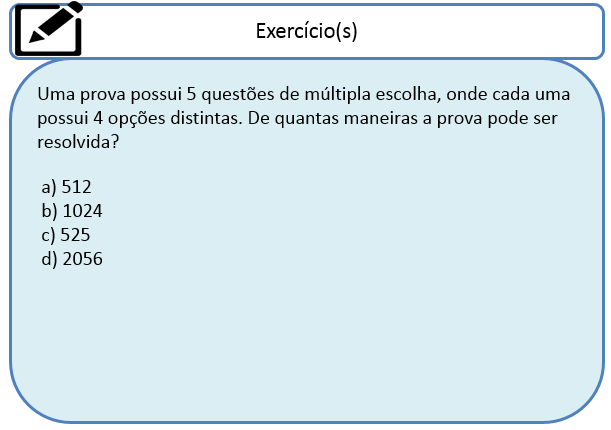 Exercício(s)
Uma prova possui 5 questões de múltipla escolha, onde cada uma
possui 4 opções distintas. De quantas maneiras a prova pode ser
resolvida?
a) 512
b) 1024
c) 525
d) 2056